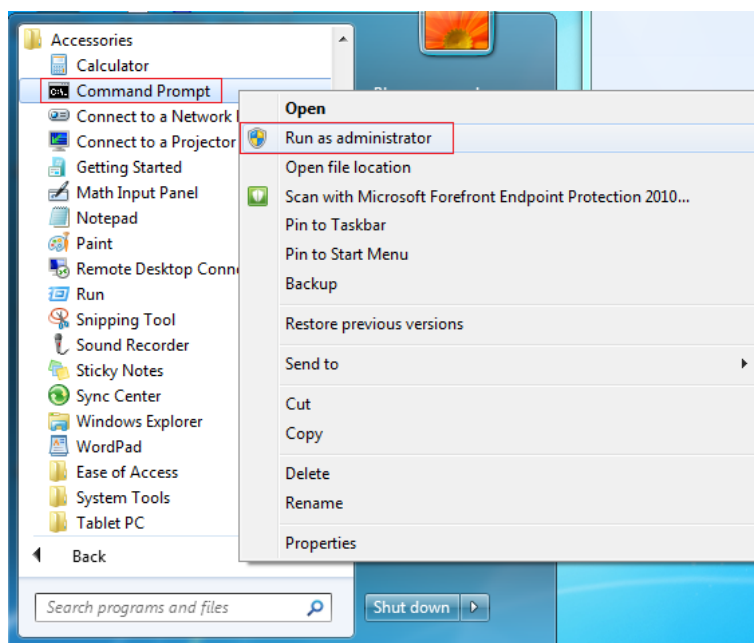 Accessories
Calculator
Command Prompt
Connect to a Network
Connect to a Projector
Getting Started
Math Input Panel
Notepad
Paint
Remote Desktop
Run
Snipping Tool
Sound Recorder
Sticky Notes
Sync Center
Windows Explorer
WordPad
Ease of Access
System Tools
Tablet PC
Back
Search programs and files
Open
Run as administrator
Open file location
Scan with Microsoft Forefront Endpoint Protection 2010...
Pin to Taskbar
Pin to Start Menu
Backup
Restore previous versions
Send to
Cut
Copy
Delete
Rename
Properties
Shut down